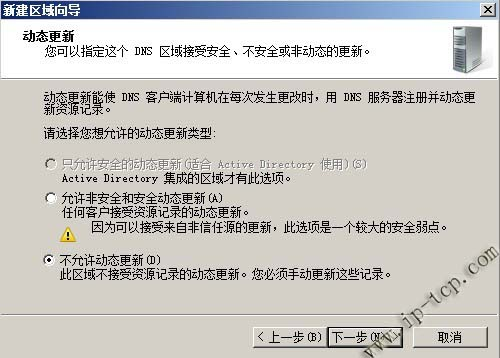 新建区域向导
动态更新
您可以指定这个 DNS 区域接受安全、不安全或非动态的更新。
动态更新能使 DNS 客户端计算机在每次发生更改时，用 DNS 服务器注册并动态更
新资源记录。
请选择您想允许的动态更新类型:
只允许安全的动态更新(适合 Active Directory 使用)(S)
Active Directory 集成的区域才有此选项。
允许非安全和安全动态更新(A)
任何客户接受资源记录的动态更新。
因为可以接受来自非信任源的更新，此选项是一个较大的安全弱点。
不允许动态更新(D)
此区域不接受资源记录的动态更新。您必须手动更新这些记录。
< 上一步(B) 下一步(N) > 取消
www.ip-tcp.com